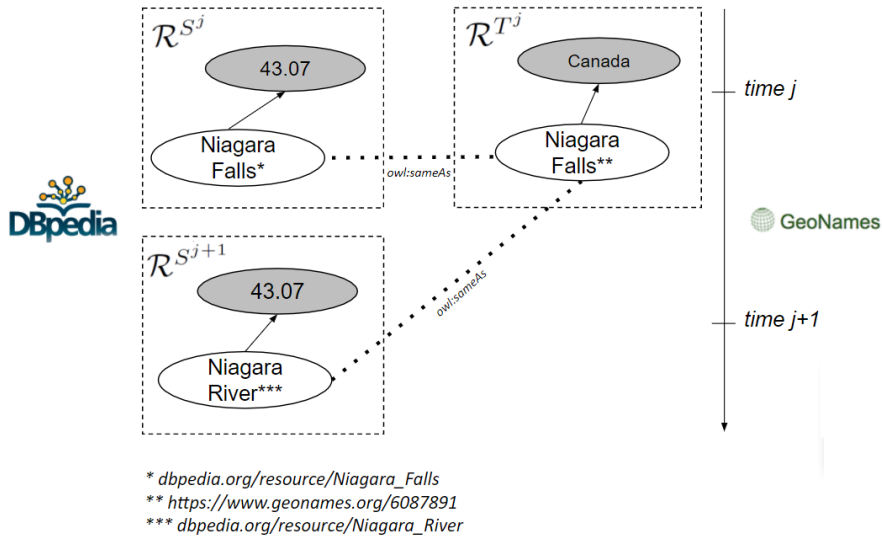 R^{S^j}
43.07
Niagara
Falls*
owl:sameAs
R^{T^j}
Canada
Niagara
Falls**
time j
DBpedia
GeoNames
R^{S^{j+1}}
43.07
Niagara
River***
owl:sameAs
time j+1
* dbpedia.org/resource/Niagara_Falls
** https://www.geonames.org/6087891
*** dbpedia.org/resource/Niagara_River